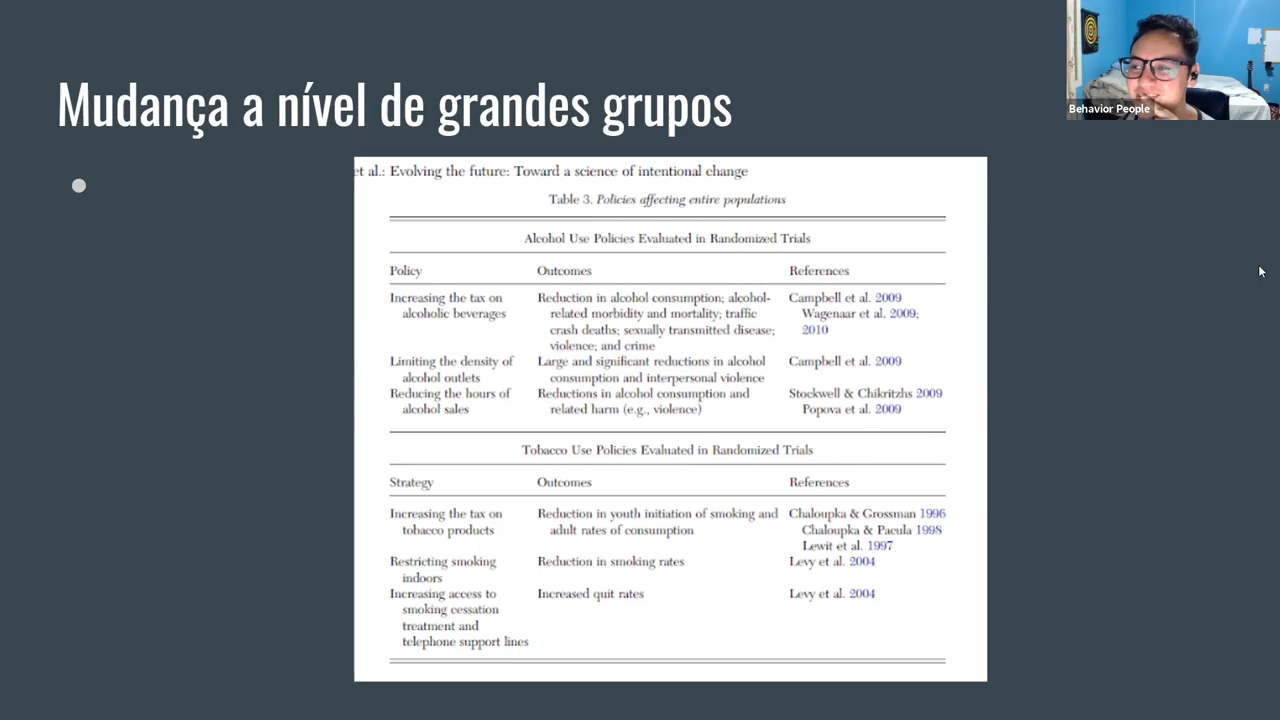 Mudança a nível de grandes grupos
Behavior People
et al.: Evolving the future: Toward a science of intentional change
Table 3. Policies affecting entire populations
Alcohol Use Policies Evaluated in Randomized Trials
Policy Outcomes References
Increasing the tax on Reduction in alcohol consumption; alcohol- Campbell et al. 2009
alcoholic beverages related morbidity and mortality; traffic Wagenaar et al. 2009;
crash deaths; sexually transmitted disease; 2010
violence; and crime
Limiting the density of Large and significant reductions in alcohol Campbell et al. 2009
alcohol outlets consumption and interpersonal violence
Reducing the hours of Reductions in alcohol consumption and Stockwell & Chikritzhs 2009
alcohol sales related harm (e.g., violence) Popova et al. 2009
Tobacco Use Policies Evaluated in Randomized Trials
Strategy Outcomes References
Increasing the tax on Reduction in youth initiation of smoking and Chaloupka & Grossman 1996
tobacco products adult rates of consumption Chaloupka & Pacula 1998
Lewit et al. 1997
Restricting smoking Reduction in smoking rates Levy et al. 2004
indoors
Increasing access to Increased quit rates Levy et al. 2004
smoking cessation
treatment and
telephone support lines